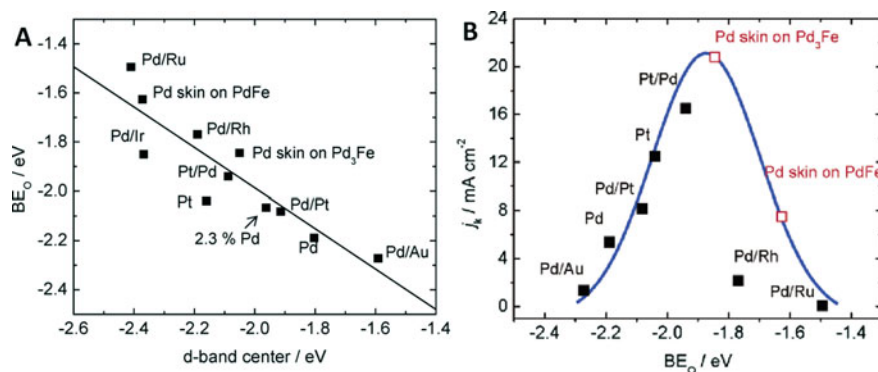 A
-1.4
-1.6
-1.8
-2.0
-2.2
-2.4
BE_O / eV
Pd/Ru
Pd skin on PdFe
Pd/Ir
Pd/Rh
Pd skin on Pd₃Fe
Pt/Pd
Pt
Pd/Pt
2.3 % Pd
Pd
Pd/Au
-2.6 -2.4 -2.2 -2.0 -1.8 -1.6 -1.4
d-band center / eV
B
24
20
16
12
8
4
0
j_k / mA cm⁻²
Pd skin on Pd₃Fe
Pt/Pd
Pt
Pd skin on PdFe
Pd/Pt
Pd
Pd/Rh
Pd/Au
Pd/Ru
-2.4 -2.2 -2.0 -1.8 -1.6 -1.4
BE_O / eV